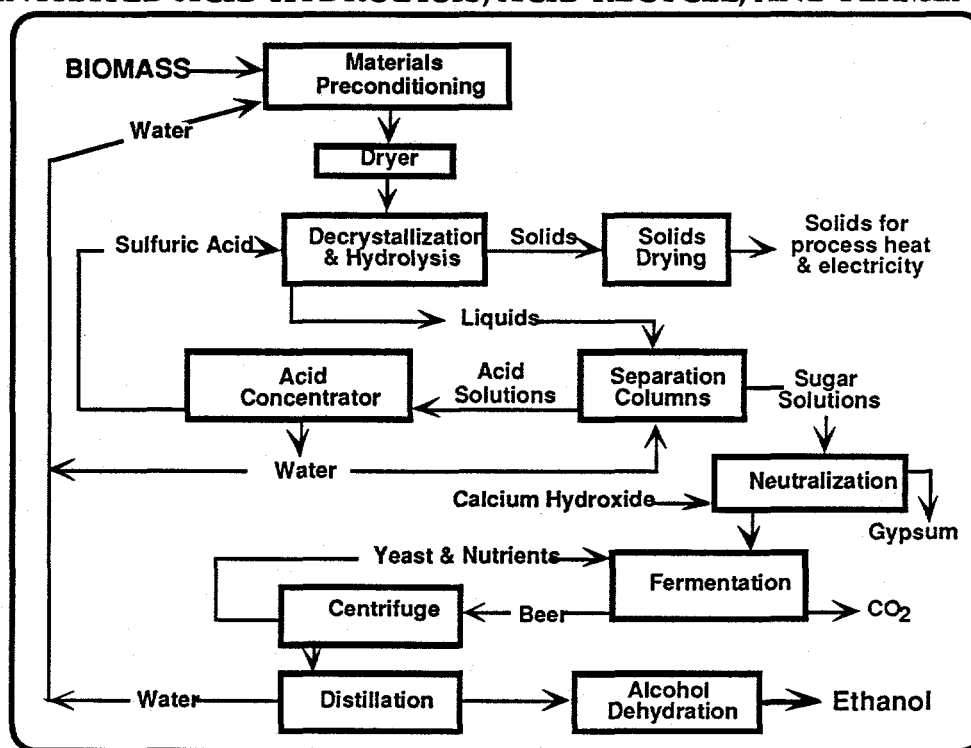 BIOMASS
Materials
Preconditioning
Water
Dryer
Sulfuric Acid
Decrystallization
& Hydrolysis
Solids
Solids
Drying
Solids for
process heat
& electricity
Liquids
Acid
Concentrator
Acid
Solutions
Separation
Columns
Sugar
Solutions
Water
Calcium Hydroxide
Neutralization
Gypsum
Yeast & Nutrients
Fermentation
Centrifuge
Beer
CO2
Water
Distillation
Alcohol
Dehydration
Ethanol